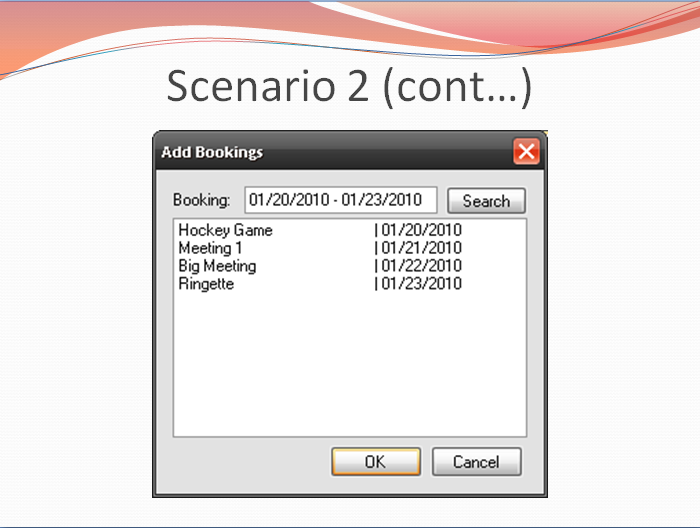 Scenario 2 (cont…)
Add Bookings
Booking: 01/20/2010 - 01/23/2010 Search
Hockey Game | 01/20/2010
Meeting 1 | 01/21/2010
Big Meeting | 01/22/2010
Ringette | 01/23/2010
OK Cancel